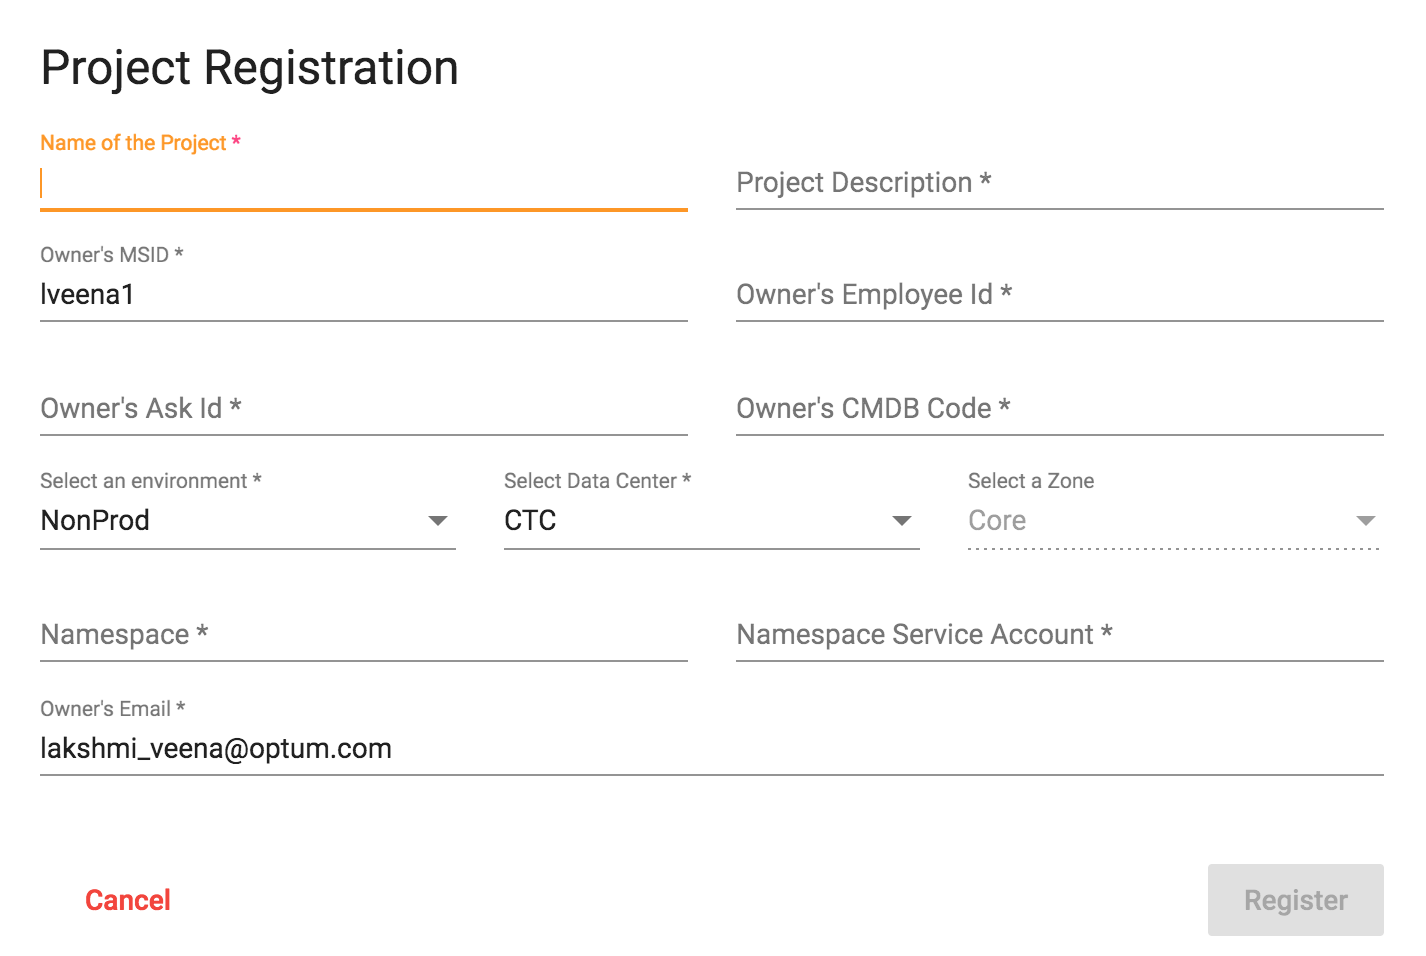 Project Registration
Name of the Project *
Project Description *
Owner's MSID *
lveena1
Owner's Employee Id *
Owner's Ask Id *
Owner's CMDB Code *
Select an environment *
NonProd
Select Data Center *
CTC
Select a Zone
Core
Namespace *
Namespace Service Account *
Owner's Email *
lakshmi_veena@optum.com
Cancel
Register